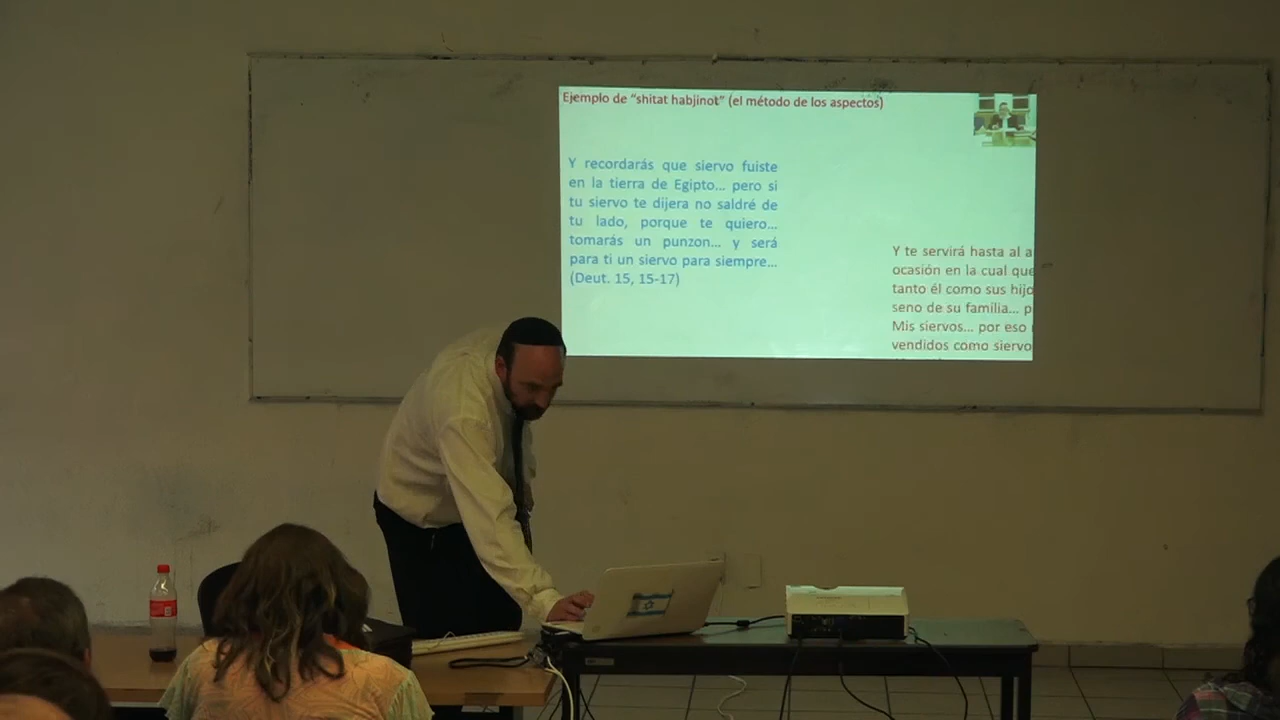 Ejemplo de “shitat habjinot” (el método de los aspectos)
Y recordarás que siervo fuiste
en la tierra de Egipto... pero si
tu siervo te dijera no saldré de
tu lado, porque te quiero...
tomarás un punzon... y será
para ti un siervo para siempre...
(Deut. 15, 15-17)
Y te servirá hasta al a
ocasión en la cual que
tanto él como sus hijo
seno de su familia... p
Mis siervos... por eso
vendidos como siervo